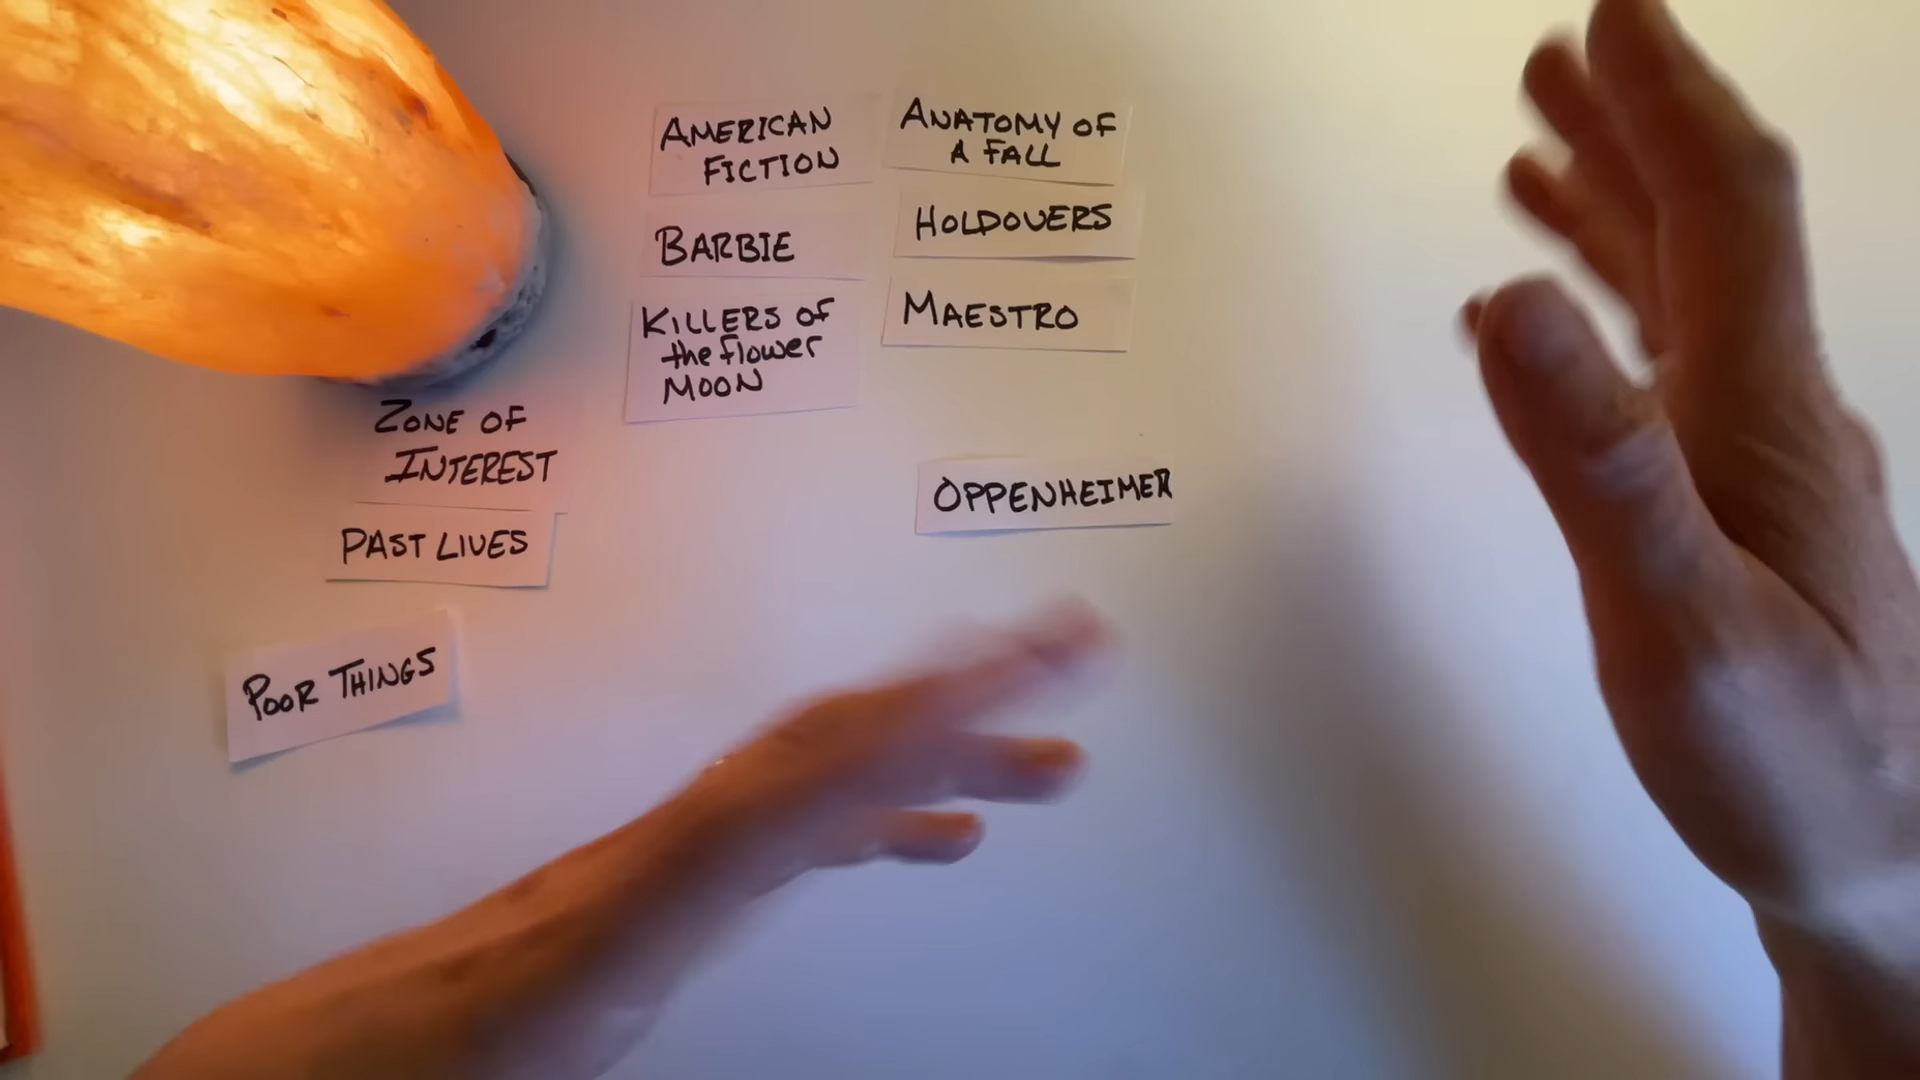 AMERICAN
FICTION
ANATOMY OF
A FALL
BARBIE
HOLDOVERS
KILLERS OF
the flower
MOON
MAESTRO
ZONE OF
INTEREST
OPPENHEIMER
PAST LIVES
POOR THINGS